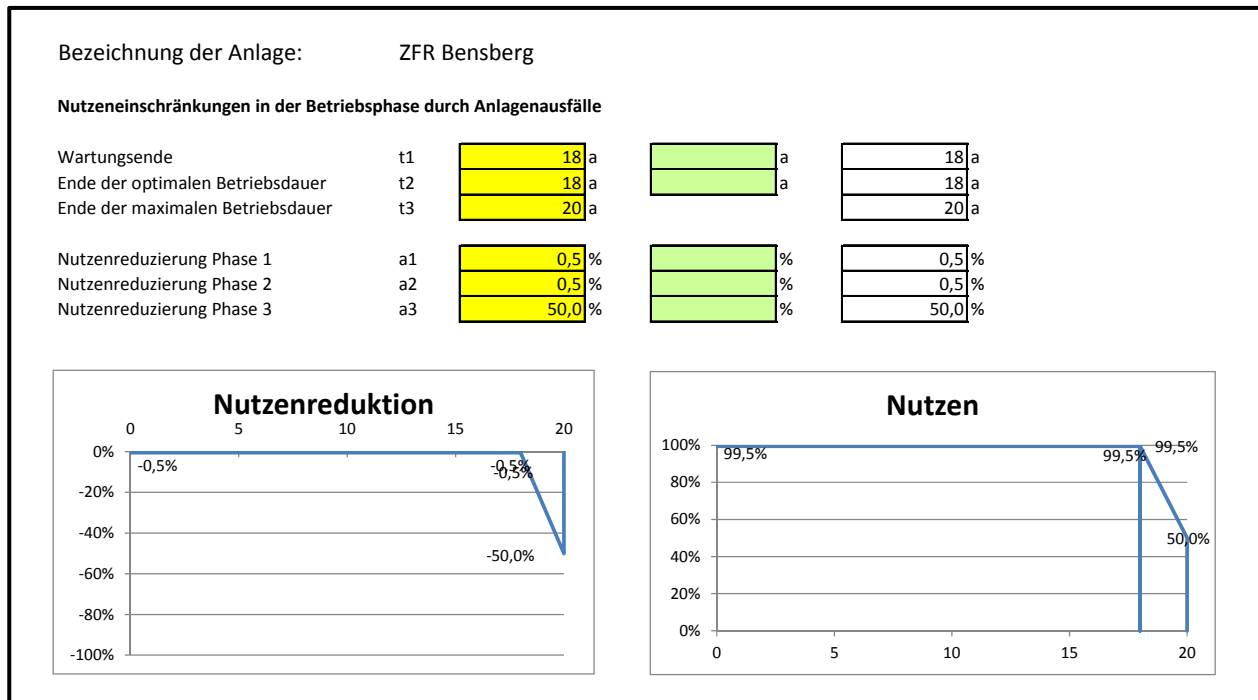 Bezeichnung der Anlage: ZFR Bensberg
Nutzeneinschränkungen in der Betriebsphase durch Anlagenausfälle
Wartungsende t1 18 a a 18 a
Ende der optimalen Betriebsdauer t2 18 a a 18 a
Ende der maximalen Betriebsdauer t3 20 a 20 a
Nutzenreduzierung Phase 1 a1 0,5 % % 0,5 %
Nutzenreduzierung Phase 2 a2 0,5 % % 0,5 %
Nutzenreduzierung Phase 3 a3 50,0 % % 50,0 %
Nutzenreduktion
0 5 10 15 20
0%
-0,5% -0,5%
-0,5%
-20%
-40%
-50,0%
-60%
-80%
-100%
Nutzen
100%
99,5% 99,5% 99,5%
80%
60%
50,0%
40%
20%
0%
0 5 10 15 20